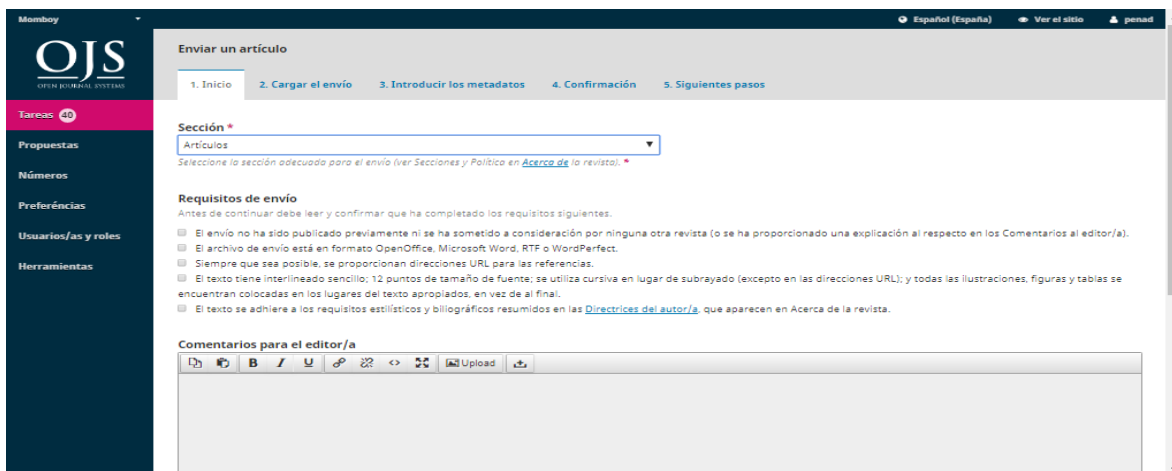 Momboy
Español (España) Ver el sitio penad
OJS
OPEN JOURNAL SYSTEMS
Tareas 40
Propuestas
Números
Preferéncias
Usuarios/as y roles
Herramientas
Enviar un artículo
1. Inicio 2. Cargar el envío 3. Introducir los metadatos 4. Confirmación 5. Siguientes pasos
Sección *
Artículos
Seleccione la sección adecuada para el envío (ver Secciones y Política en Acerca de la revista). *
Requisitos de envío
Antes de continuar debe leer y confirmar que ha completado los requisitos siguientes.
El envío no ha sido publicado previamente ni se ha sometido a consideración por ninguna otra revista (o se ha proporcionado una explicación al respecto en los Comentarios al editor/a).
El archivo de envío está en formato OpenOffice, Microsoft Word, RTF o WordPerfect.
Siempre que sea posible, se proporcionan direcciones URL para las referencias.
El texto tiene interlineado sencillo; 12 puntos de tamaño de fuente; se utiliza cursiva en lugar de subrayado (excepto en las direcciones URL); y todas las ilustraciones, figuras y tablas se
encuentran colocadas en los lugares del texto apropiados, en vez de al final.
El texto se adhiere a los requisitos estilísticos y biliográficos resumidos en las Directrices del autor/a, que aparecen en Acerca de la revista.
Comentarios para el editor/a
B I U Upload